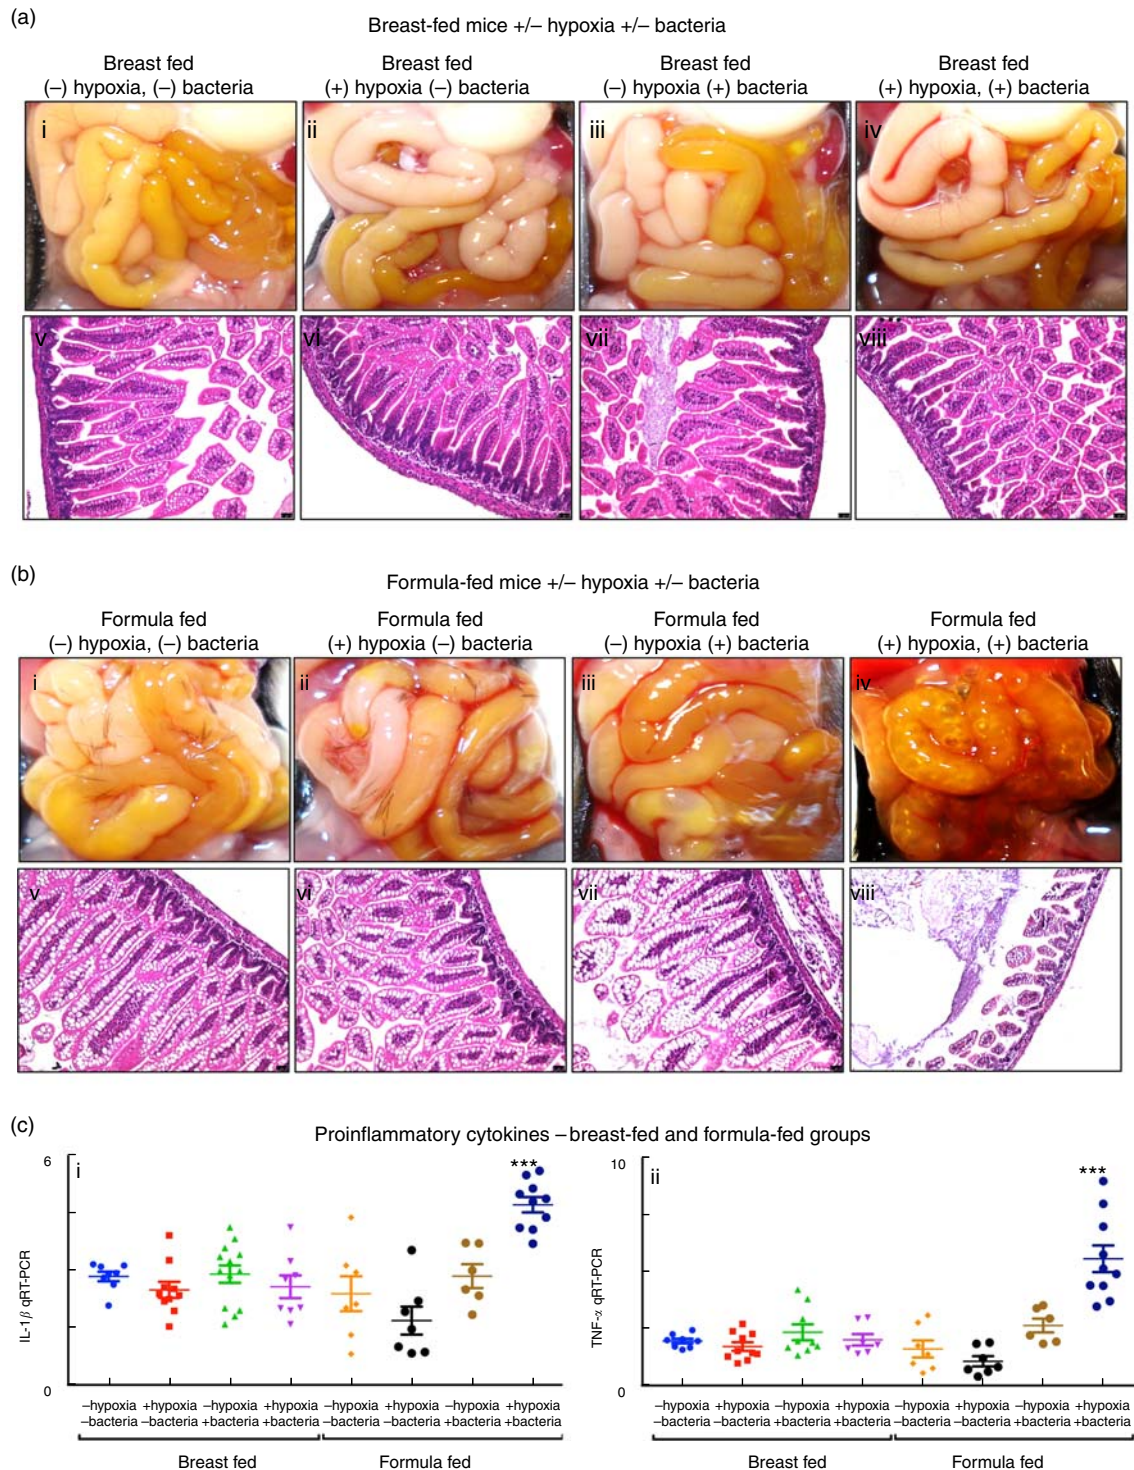 (a)
Breast-fed mice +/– hypoxia +/– bacteria
Breast fed
(–) hypoxia, (–) bacteria
Breast fed
(+) hypoxia (–) bacteria
Breast fed
(–) hypoxia (+) bacteria
Breast fed
(+) hypoxia, (+) bacteria
i
ii
iii
iv
v
vi
vii
viii
(b)
Formula-fed mice +/– hypoxia +/– bacteria
Formula fed
(–) hypoxia, (–) bacteria
Formula fed
(+) hypoxia (–) bacteria
Formula fed
(–) hypoxia (+) bacteria
Formula fed
(+) hypoxia, (+) bacteria
i
ii
iii
iv
v
vi
vii
viii
(c)
Proinflammatory cytokines – breast-fed and formula-fed groups
6
i
***
IL-1β qRT-PCR
0
–hypoxia +hypoxia –hypoxia +hypoxia –hypoxia +hypoxia –hypoxia +hypoxia
–bacteria –bacteria +bacteria +bacteria –bacteria –bacteria +bacteria +bacteria
Breast fed
Formula fed
10
ii
***
TNF-α qRT-PCR
0
–hypoxia +hypoxia –hypoxia +hypoxia –hypoxia +hypoxia –hypoxia +hypoxia
–bacteria –bacteria +bacteria +bacteria –bacteria –bacteria +bacteria +bacteria
Breast fed
Formula fed